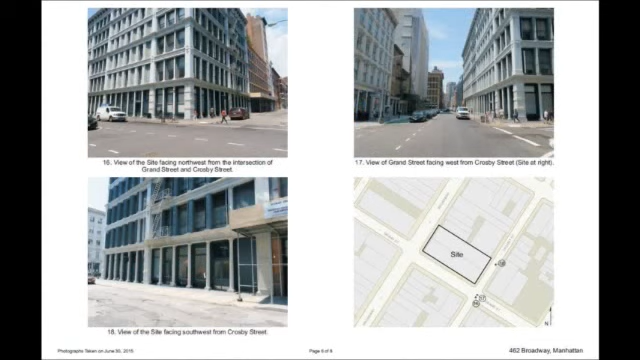 16. View of the Site facing northwest from the intersection of
Grand Street and Crosby Street.
17. View of Grand Street facing west from Crosby Street (Site at right).
18. View of the Site facing southwest from Crosby Street.
Site
N
Photographs Taken on June 30, 2015
Page 6 of 9
462 Broadway, Manhattan